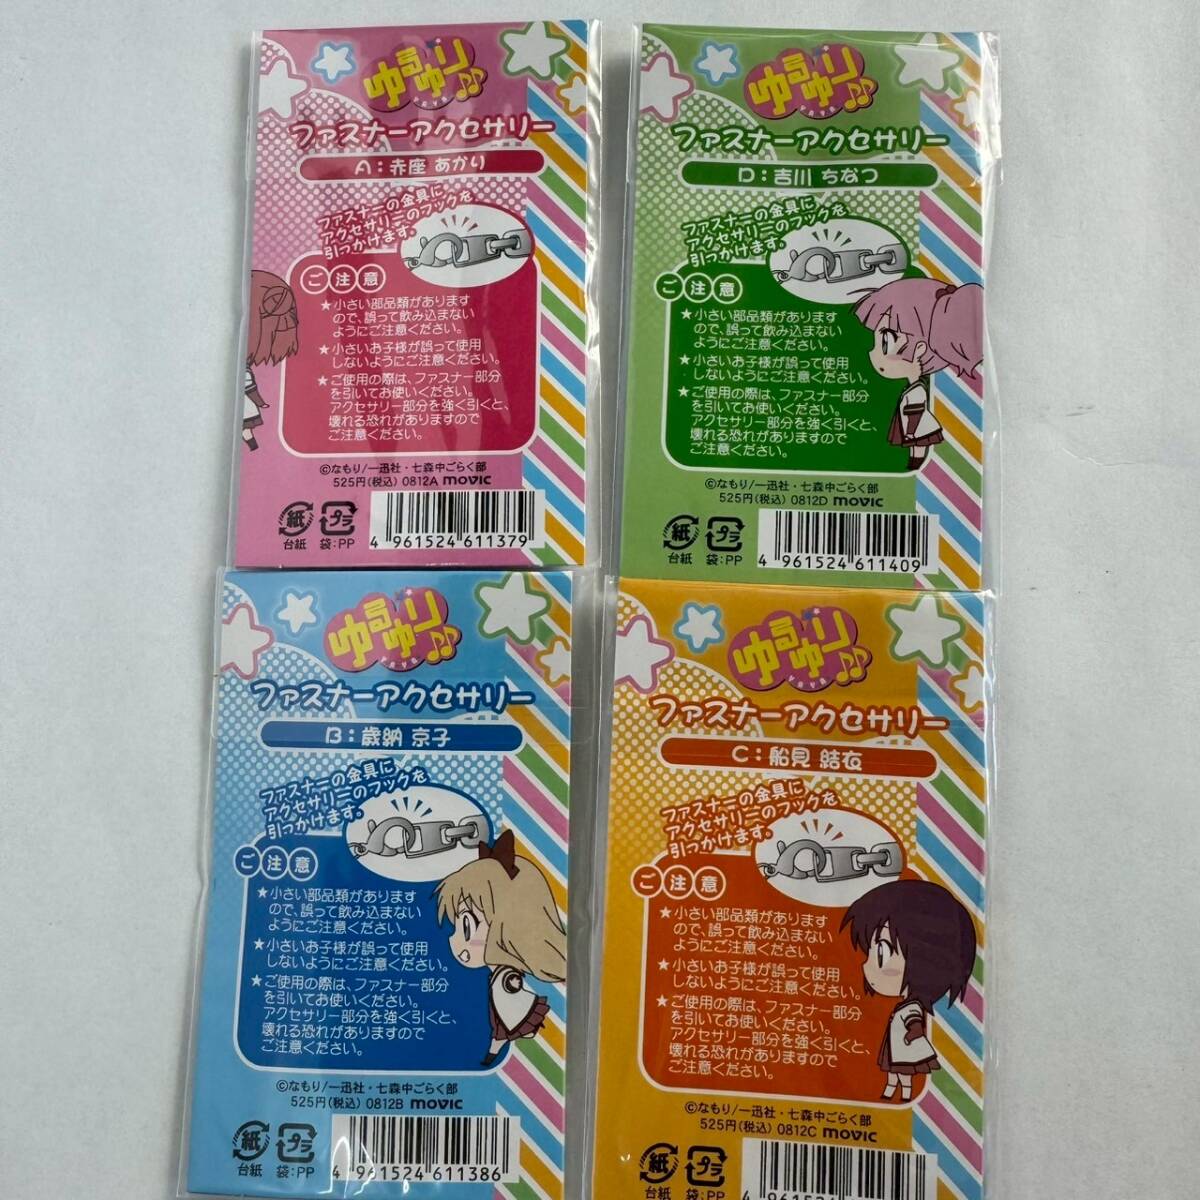 ゆるゆり♪♪
YRYR
ファスナーアクセサリー
A：赤座 あかり
ファスナーの金具に
アクセサリーのフックを
引っかけます。
ご注意
★小さい部品類があります
ので、誤って飲み込まない
ようにご注意ください。
★小さいお子様が誤って使用
しないようにご注意ください。
★ご使用の際は、ファスナー部分
を引いてお使いください。
アクセサリー部分を強く引くと、
壊れる恐れがありますので
ご注意ください。
©なもり/一迅社・七森中ごらく部
525円(税込) 0812A movic
紙 プラ
台紙 袋:PP
4 961524 611379
ゆるゆり♪♪
YRYR
ファスナーアクセサリー
D：吉川 ちなつ
ファスナーの金具に
アクセサリーのフックを
引っかけます。
ご注意
★小さい部品類があります
ので、誤って飲み込まない
ようにご注意ください。
★小さいお子様が誤って使用
しないようにご注意ください。
★ご使用の際は、ファスナー部分
を引いてお使いください。
アクセサリー部分を強く引くと、
壊れる恐れがありますので
ご注意ください。
©なもり/一迅社・七森中ごらく部
525円(税込) 0812D movic
紙 プラ
台紙 袋:PP
4 961524 611409
ゆるゆり♪♪
YRYR
ファスナーアクセサリー
B：歳納 京子
ファスナーの金具に
アクセサリーのフックを
引っかけます。
ご注意
★小さい部品類があります
ので、誤って飲み込まない
ようにご注意ください。
★小さいお子様が誤って使用
しないようにご注意ください。
★ご使用の際は、ファスナー部分
を引いてお使いください。
アクセサリー部分を強く引くと、
壊れる恐れがありますので
ご注意ください。
©なもり/一迅社・七森中ごらく部
525円(税込) 0812B movic
紙 プラ
台紙 袋:PP
4 961524 611386
ゆるゆり♪♪
YRYR
ファスナーアクセサリー
C：船見 結衣
ファスナーの金具に
アクセサリーのフックを
引っかけます。
ご注意
★小さい部品類があります
ので、誤って飲み込まない
ようにご注意ください。
★小さいお子様が誤って使用
しないようにご注意ください。
★ご使用の際は、ファスナー部分
を引いてお使いください。
アクセサリー部分を強く引くと、
壊れる恐れがありますので
ご注意ください。
©なもり/一迅社・七森中ごらく部
525円(税込) 0812C movic
紙 プラ
台紙 袋:PP
4 961524